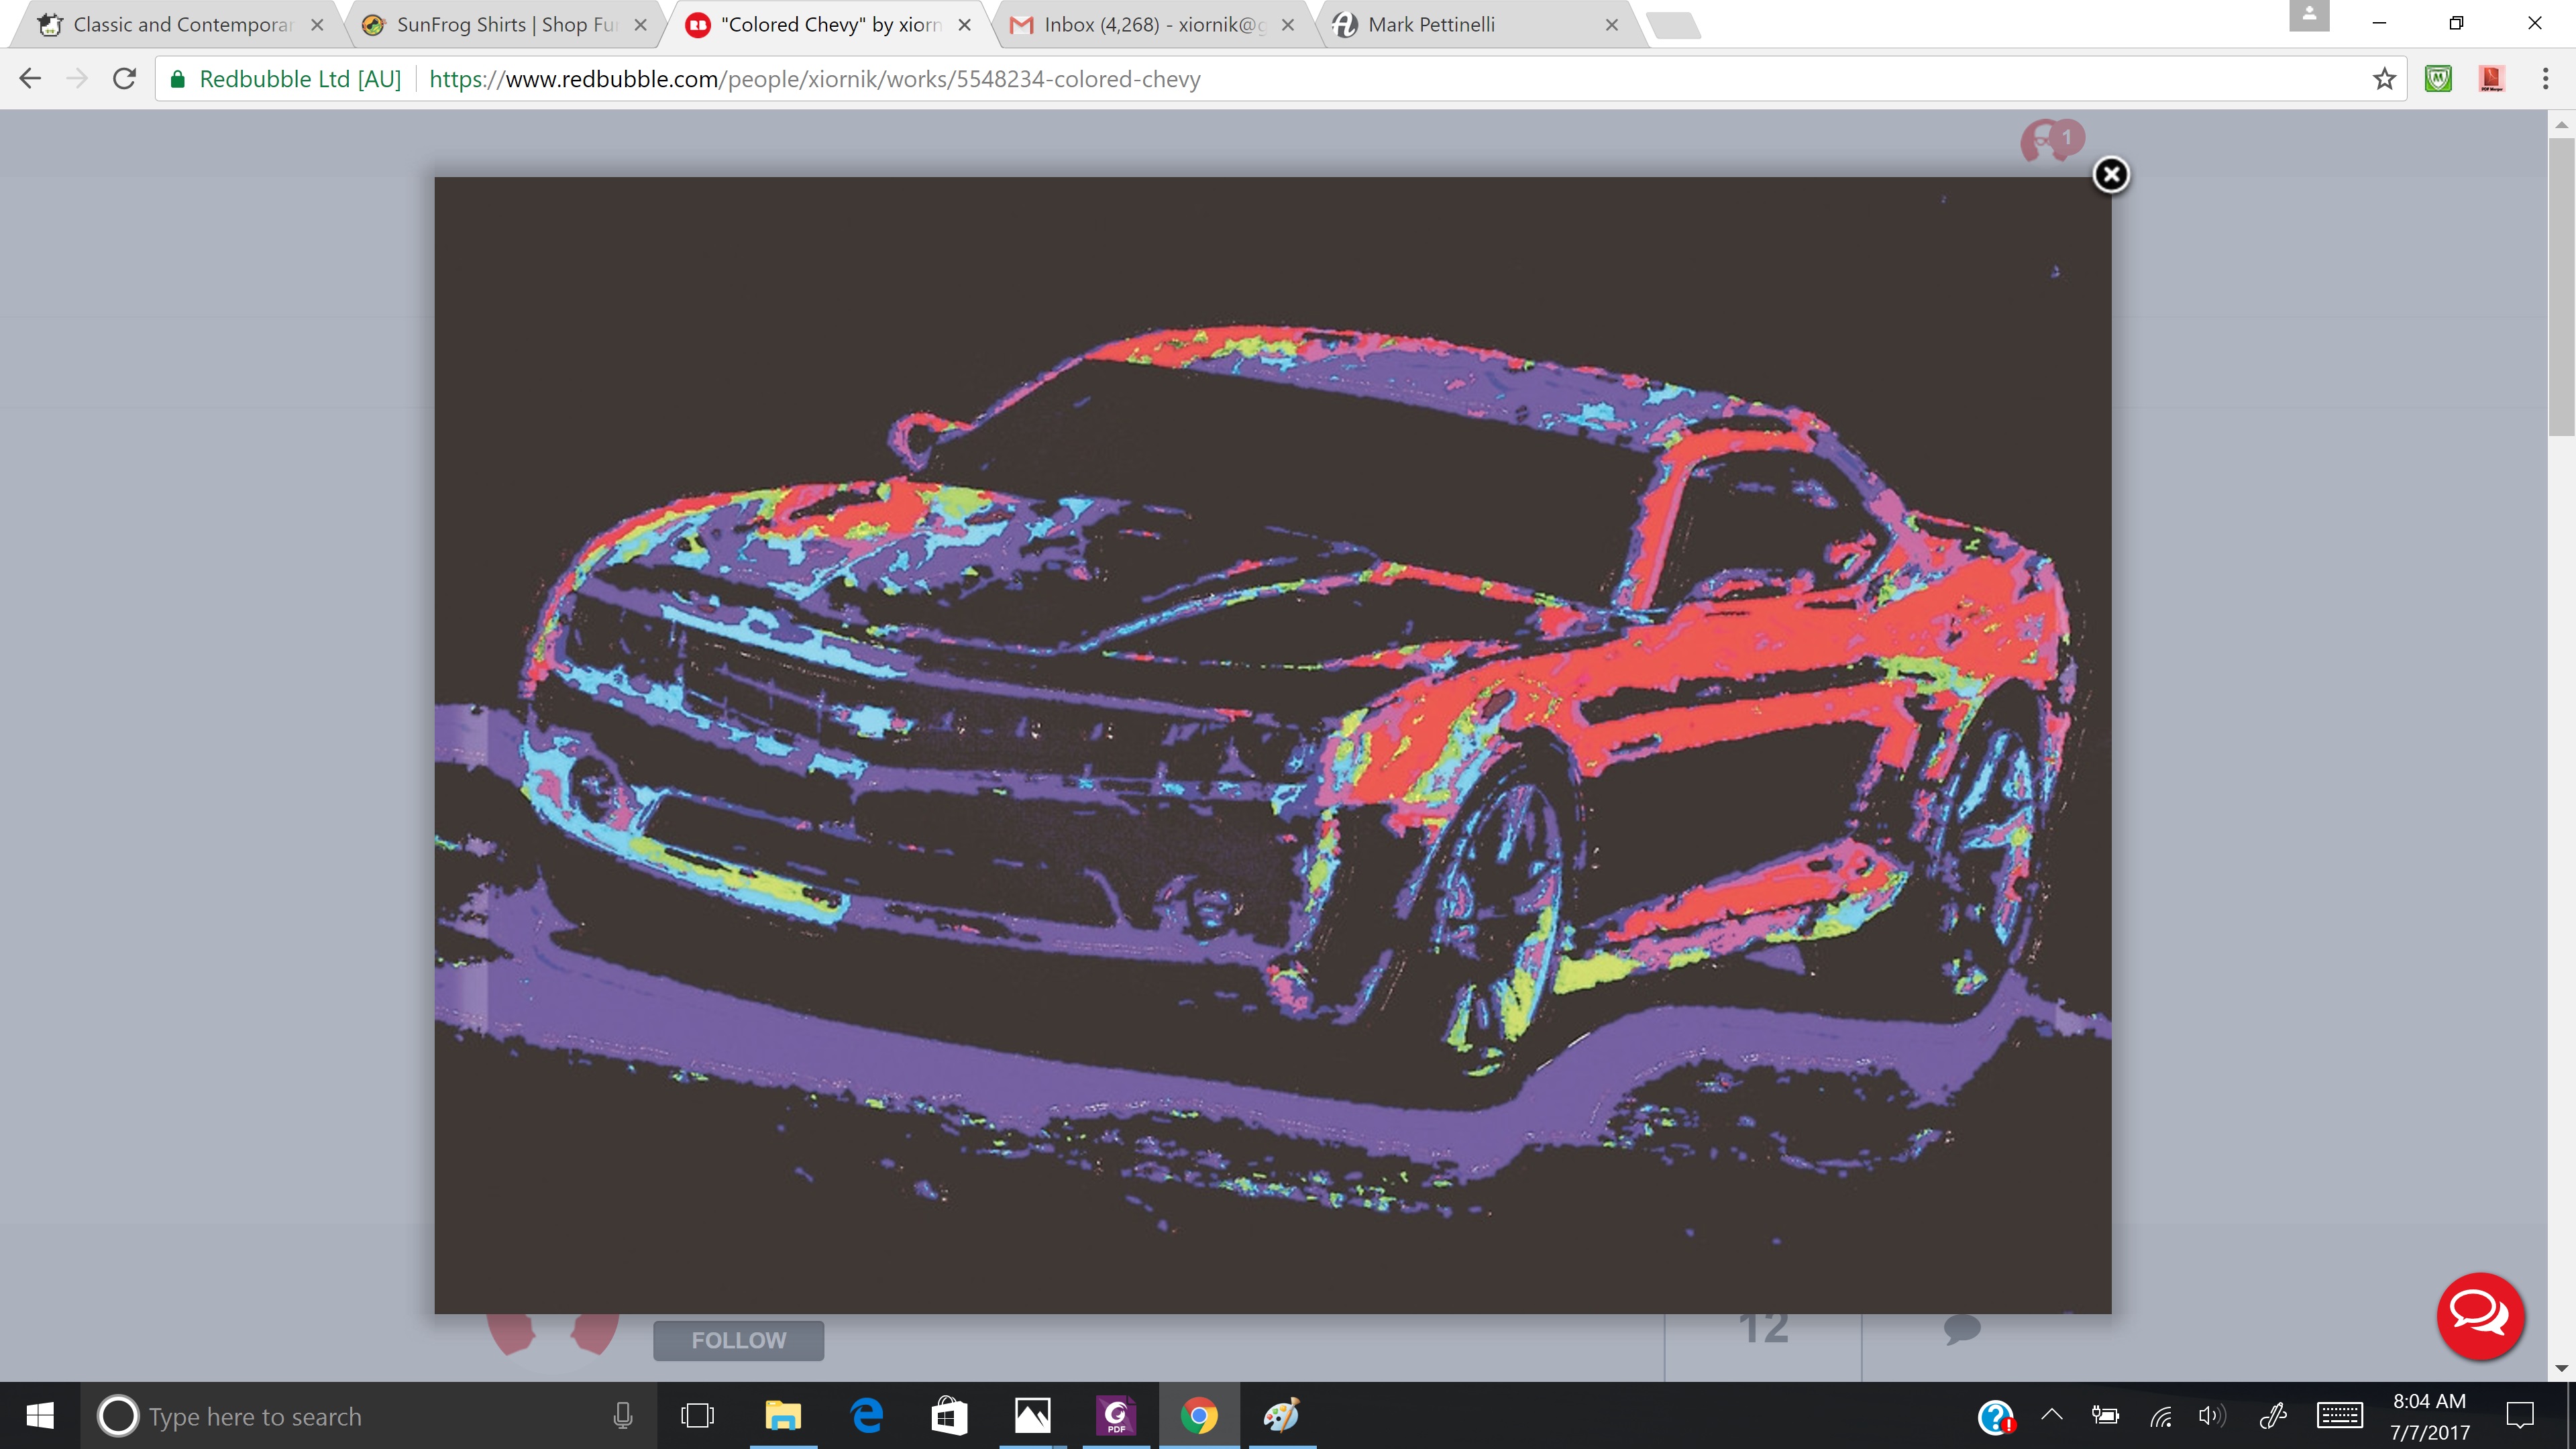 Classic and Contemporar
SunFrog Shirts | Shop Fu
"Colored Chevy" by xiorn
Inbox (4,268) - xiornik@g
Mark Pettinelli
Redbubble Ltd [AU]
https://www.redbubble.com/people/xiornik/works/5548234-colored-chevy
1
FOLLOW
12
Type here to search
PDF
8:04 AM
7/7/2017